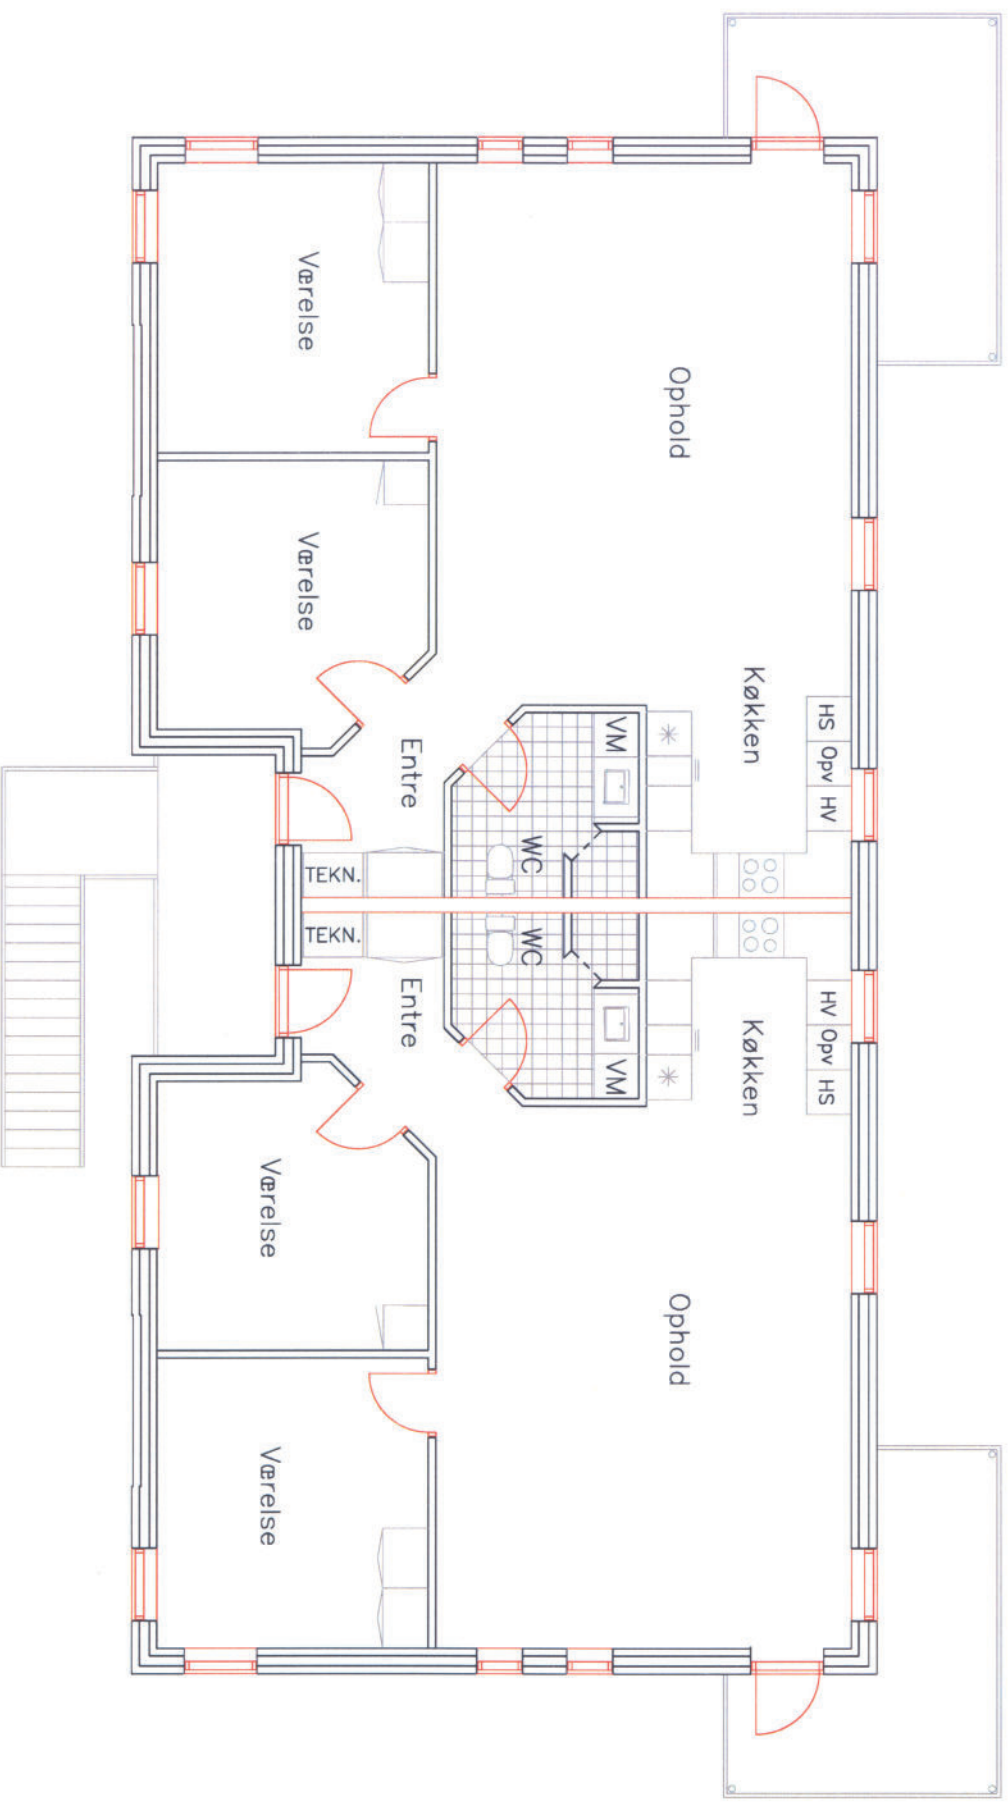 Værelse
Ophold
Værelse
Køkken
HS Opv HV
Entre
VM
WC
TEKN.
TEKN.
WC
Entre
VM
Køkken
HV Opv HS
Værelse
Ophold
Værelse